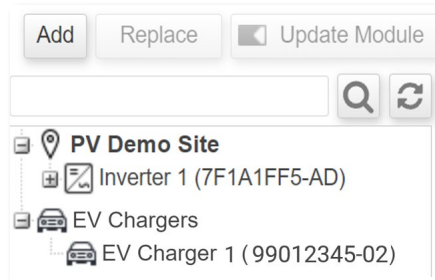 Add Replace Update Module
PV Demo Site
Inverter 1 (7F1A1FF5-AD)
EV Chargers
EV Charger 1 (99012345-02)